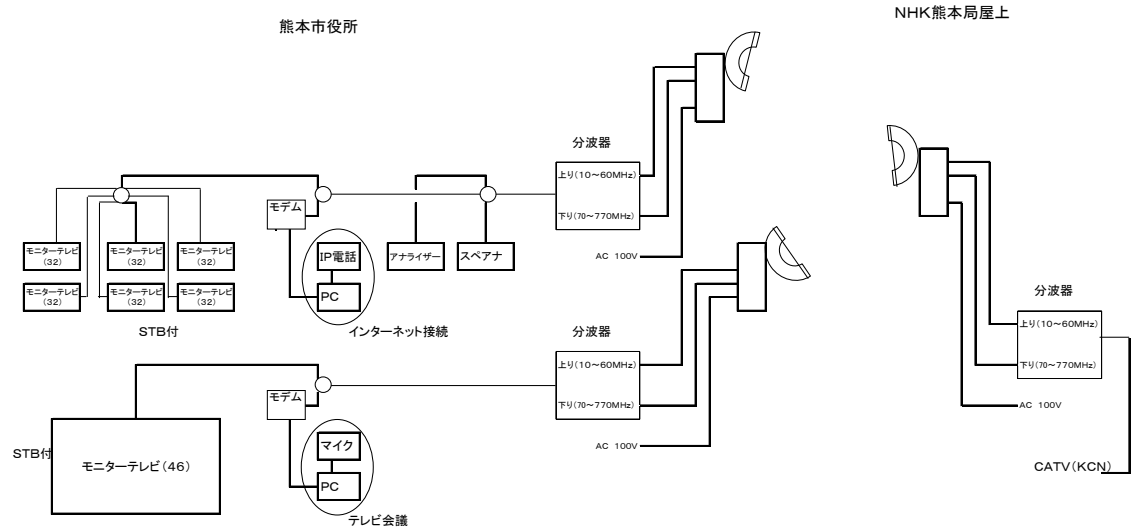 熊本市役所
NHK熊本局屋上
分波器
上り(10～60MHz)
下り(70～770MHz)
AC 100V
モデム
IP電話
PC
インターネット接続
アナライザー
スペアナ
モニターテレビ
(32)
モニターテレビ
(32)
モニターテレビ
(32)
モニターテレビ
(32)
モニターテレビ
(32)
モニターテレビ
(32)
STB付
分波器
上り(10～60MHz)
下り(70～770MHz)
AC 100V
モデム
マイク
PC
テレビ会議
STB付
モニターテレビ(46)
分波器
上り(10～60MHz)
下り(70～770MHz)
AC 100V
CATV(KCN)